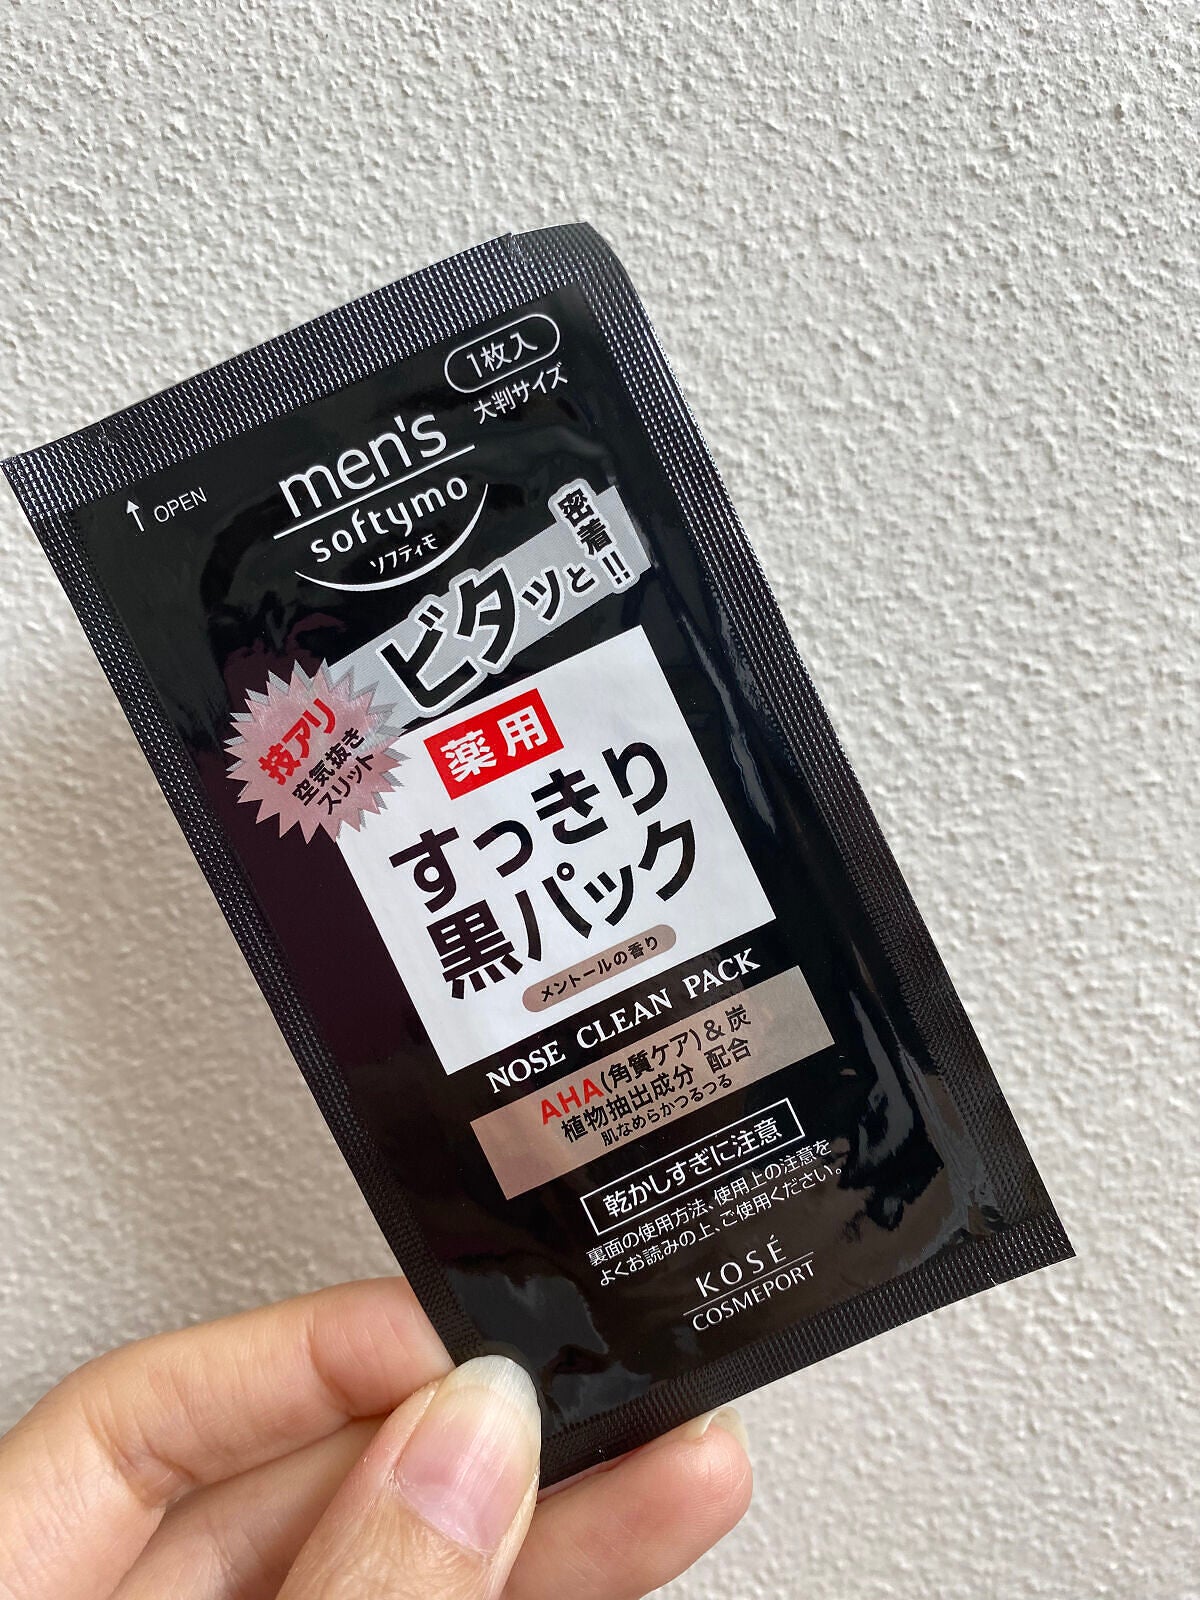 1枚入
大判サイズ
↑ OPEN
men's
softymo
ソフティモ
ピタッと密着!!
技アリ
空気抜き
スリット
薬用
すっきり
黒パック
メントールの香り
NOSE CLEAN PACK
AHA(角質ケア)&炭
植物抽出成分 配合
肌なめらかつるつる
乾かしすぎに注意
裏面の使用方法、使用上の注意を
よくお読みの上、ご使用ください。
KOSÉ
COSMEPORT